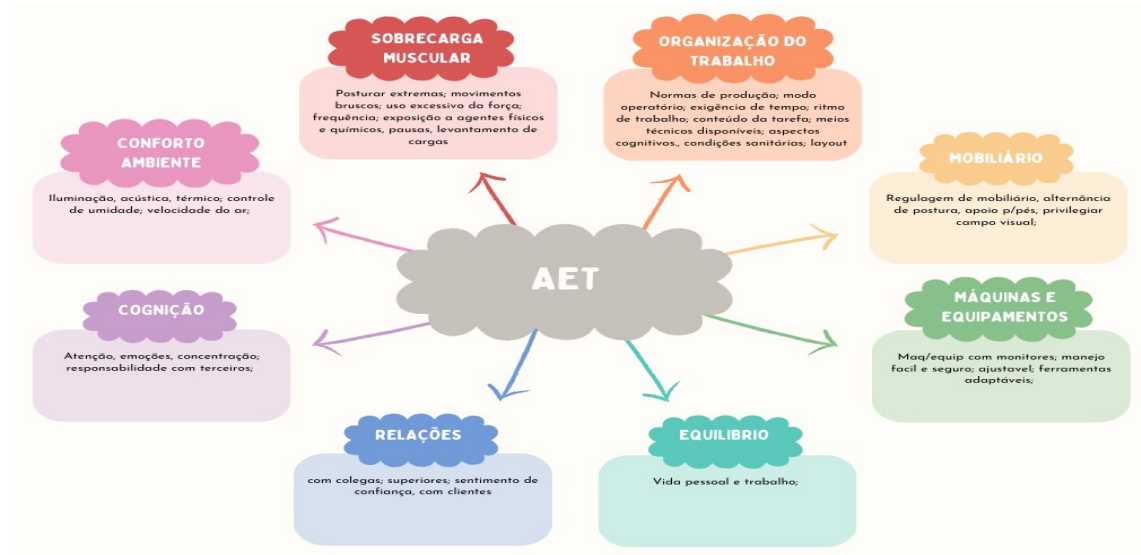 SOBRECARGA
MUSCULAR
Posturar extremas; movimentos
bruscos; uso excessivo da força;
frequência; exposição a agentes físicos
e químicos, pausas, levantamento de
cargas
ORGANIZAÇÃO DO
TRABALHO
Normas de produção; modo
operatório; exigência de tempo; ritmo
de trabalho; conteúdo da tarefa; meios
técnicos disponíveis; aspectos
cognitivos., condições sanitárias; layout
CONFORTO
AMBIENTE
Iluminação, acústica, térmico; controle
de umidade; velocidade do ar;
MOBILIÁRIO
Regulagem de mobiliário, alternância
de postura, apoio p/pés, privilegiar
campo visual;
AET
COGNIÇÃO
Atenção, emoções, concentração;
responsabilidade com terceiros;
MÁQUINAS E
EQUIPAMENTOS
Maq/equip com monitores; manejo
facil e seguro; ajustavel; ferramentas
adaptáveis;
RELAÇÕES
com colegas; superiores; sentimento de
confiança, com clientes
EQUILIBRIO
Vida pessoal e trabalho;